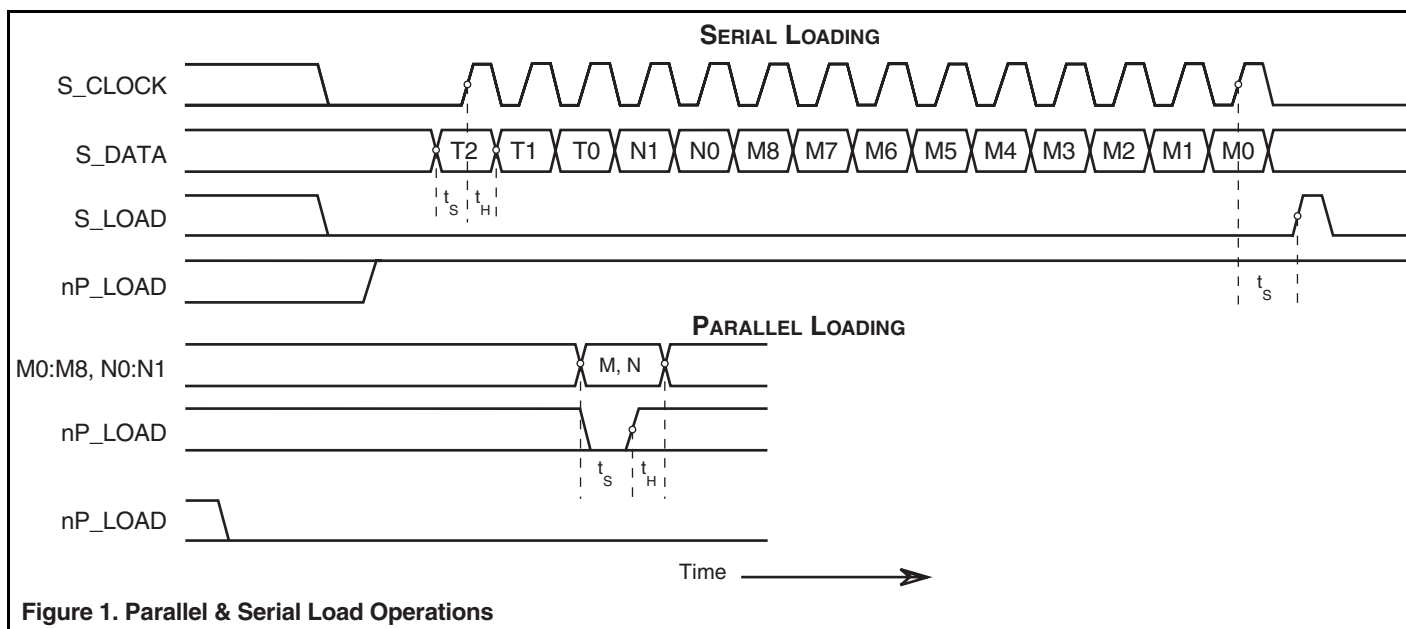 SERIAL LOADING
S_CLOCK
S_DATA T2 T1 T0 N1 N0 M8 M7 M6 M5 M4 M3 M2 M1 M0
tS tH
S_LOAD
nP_LOAD
tS
PARALLEL LOADING
M0:M8, N0:N1 M, N
nP_LOAD
tS tH
nP_LOAD
Time
Figure 1. Parallel & Serial Load Operations